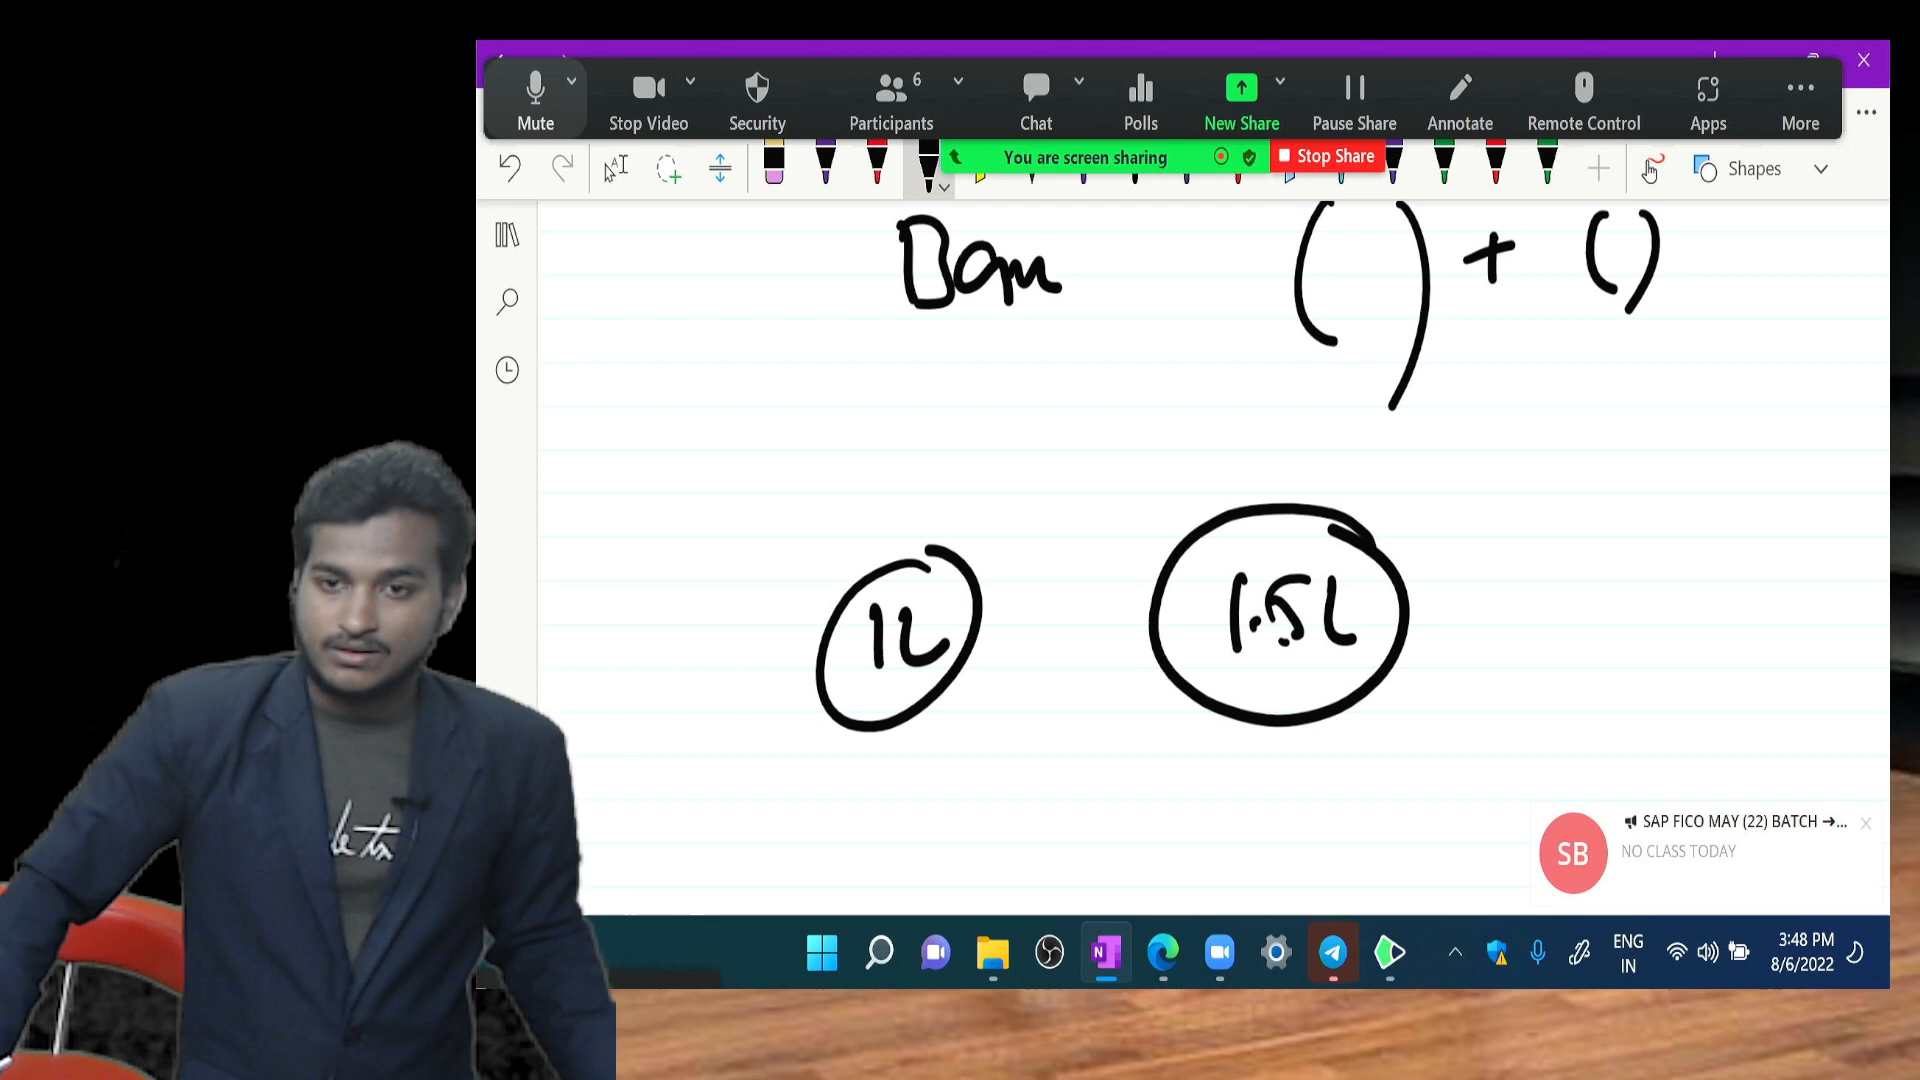 6
Mute Stop Video Security Participants Chat Polls New Share Pause Share Annotate Remote Control Apps More
You are screen sharing Stop Share
Shapes
( ) + ( )
1L 1.5L
SAP FICO MAY (22) BATCH →...
SB
NO CLASS TODAY
ENG 3:48 PM
IN 8/6/2022